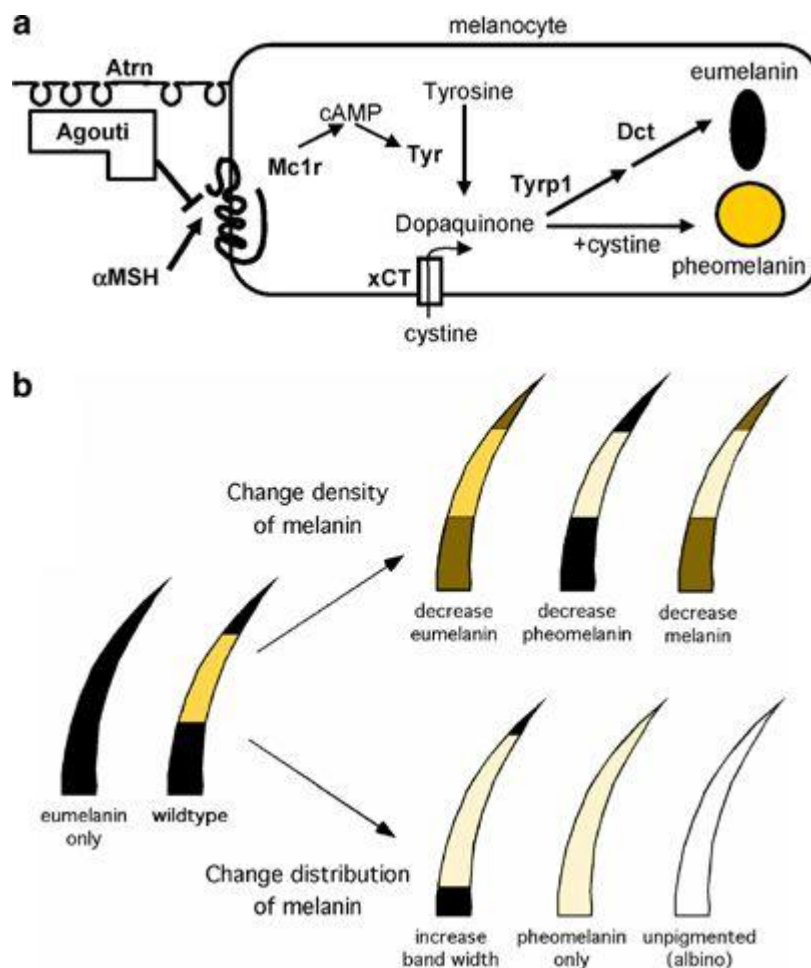 a
melanocyte
Atrn
Agouti
αMSH
Mc1r
cAMP
Tyr
Tyrosine
Dopaquinone
xCT
cystine
Tyrp1
Dct
+cystine
eumelanin
pheomelanin
b
Change density
of melanin
decrease
eumelanin
decrease
pheomelanin
decrease
melanin
eumelanin
only
wildtype
Change distribution
of melanin
increase
band width
pheomelanin
only
unpigmented
(albino)